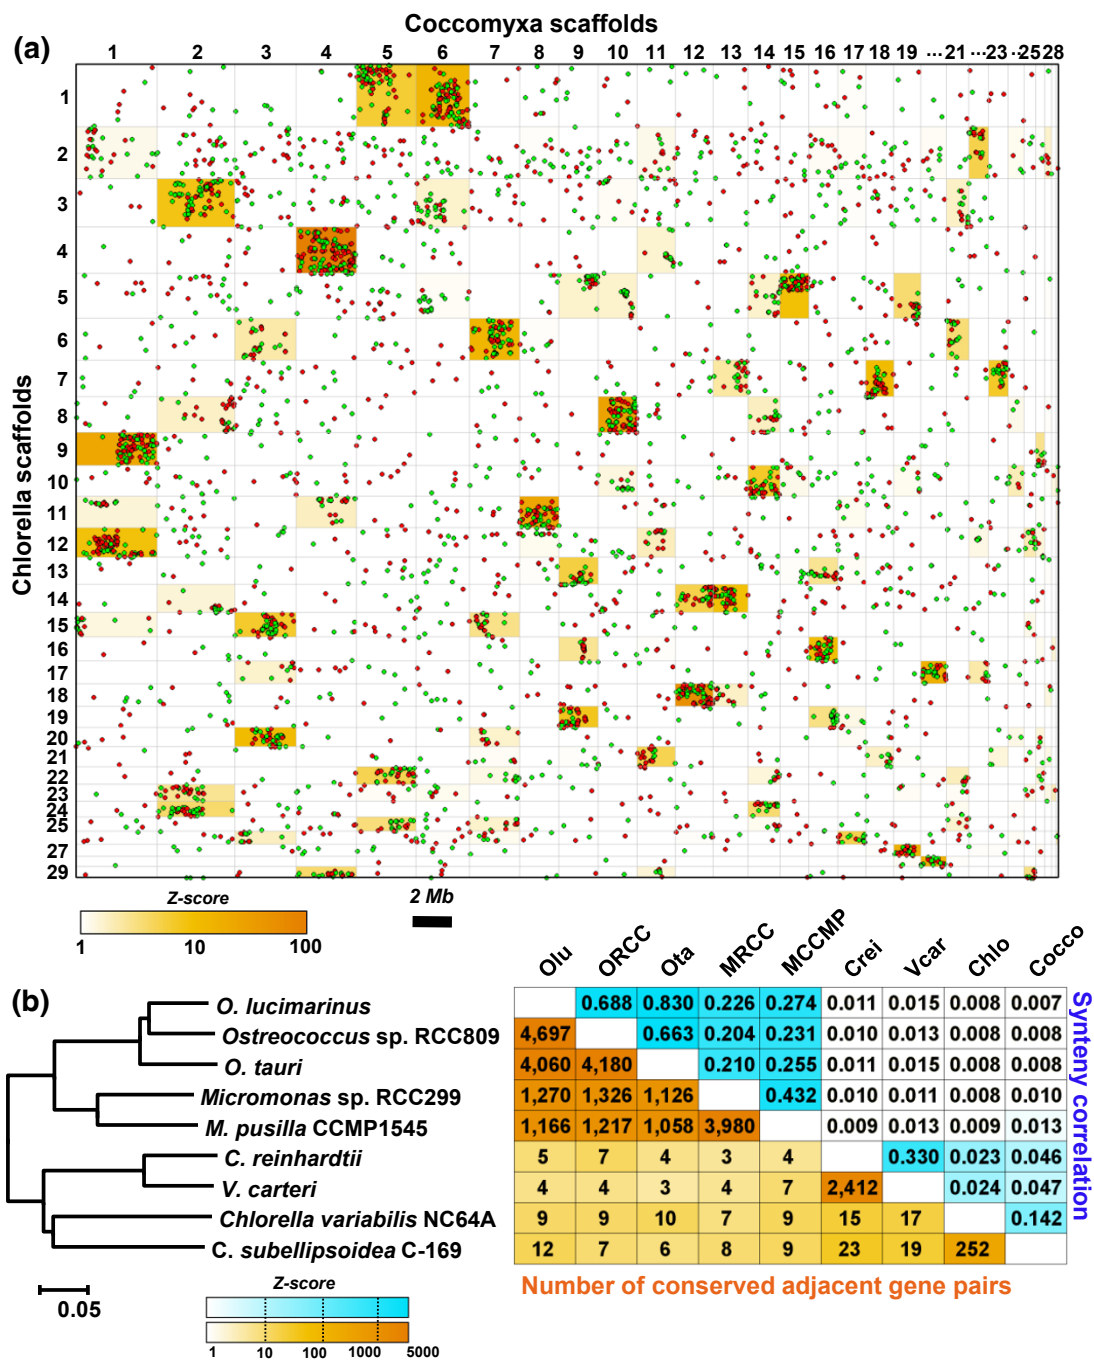 Coccomyxa scaffolds
(a)
1 2 3 4 5 6 7 8 9 10 11 12 13 14 15 16 17 18 19 ... 21 ... 23 .. 25 28
Chlorella scaffolds
1
2
3
4
5
6
7
8
9
10
11
12
13
14
15
16
17
18
19
20
21
22
23
24
25
27
29
Z-score
1 10 100
2 Mb
(b)
Olu ORCC Ota MRCC MCCMP Crei Vcar Chlo Cocco
O. lucimarinus 0.688 0.830 0.226 0.274 0.011 0.015 0.008 0.007
Ostreococcus sp. RCC809 4,697 0.663 0.204 0.231 0.010 0.013 0.008 0.008
O. tauri 4,060 4,180 0.210 0.255 0.011 0.015 0.008 0.008
Micromonas sp. RCC299 1,270 1,326 1,126 0.432 0.010 0.011 0.008 0.010
M. pusilla CCMP1545 1,166 1,217 1,058 3,980 0.009 0.013 0.009 0.013
C. reinhardtii 5 7 4 3 4 0.330 0.023 0.046
V. carteri 4 4 3 4 7 2,412 0.024 0.047
Chlorella variabilis NC64A 9 9 10 7 9 15 17 0.142
C. subellipsoidea C-169 12 7 6 8 9 23 19 252
Synteny correlation
Number of conserved adjacent gene pairs
0.05
Z-score
1 10 100 1000 5000